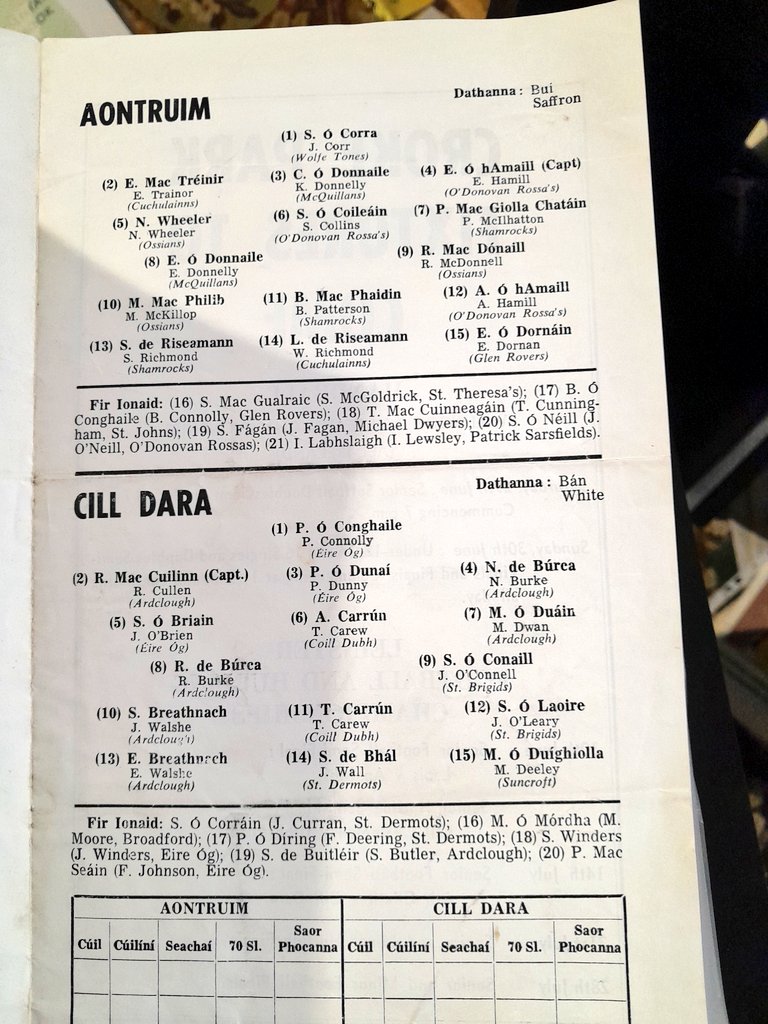 AONTRUIM
Dathanna : Buí
Saffron
(1) S. Ó Corra
J. Corr
(Wolfe Tones)
(2) E. Mac Tréinir (3) C. Ó Donnaile (4) E. Ó hAmaill (Capt)
E. Trainor K. Donnelly E. Hamill
(Cuchulainns) (McQuillans) (O'Donovan Rossa's)
(5) N. Wheeler (6) S. Ó Coileáin (7) P. Mac Giolla Chatáin
N. Wheeler S. Collins P. McIlhatton
(Ossians) (O'Donovan Rossa's) (Shamrocks)
(8) E. Ó Donnaile (9) R. Mac Dónaill
E. Donnelly R. McDonnell
(McQuillans) (Ossians)
(10) M. Mac Philib (11) B. Mac Phaidin (12) A. Ó hAmaill
M. McKillop B. Patterson A. Hamill
(Ossians) (Shamrocks) (O'Donovan Rossa's)
(13) S. de Riseamann (14) L. de Riseamann (15) E. Ó Dornáin
S. Richmond W. Richmond E. Dornan
(Shamrocks) (Cuchulainns) (Glen Rovers)
Fir Ionaid: (16) S. Mac Gualraic (S. McGoldrick, St. Theresa's); (17) B. Ó
Conghaile (B. Connolly, Glen Rovers); (18) T. Mac Cuinneagáin (T. Cunning-
ham, St. Johns); (19) S. Fágán (J. Fagan, Michael Dwyers); (20) S. Ó Néill (J.
O'Neill, O'Donovan Rossas); (21) I. Labhslaigh (I. Lewsley, Patrick Sarsfields).
CILL DARA
Dathanna : Bán
White
(1) P. Ó Conghaile
P. Connolly
(Éire Óg)
(2) R. Mac Cuilinn (Capt.) (3) P. Ó Dunaí (4) N. de Búrca
R. Cullen P. Dunny N. Burke
(Ardclough) (Éire Óg) (Ardclough)
(5) S. Ó Briain (6) A. Carrún (7) M. Ó Duáin
J. O'Brien T. Carew M. Dwan
(Éire Óg) (Coill Dubh) (Ardclough)
(8) R. de Búrca (9) S. Ó Conaill
R. Burke J. O'Connell
(Ardclough) (St. Brigids)
(10) S. Breathnach (11) T. Carrún (12) S. Ó Laoire
J. Walshe T. Carew J. O'Leary
(Ardclough) (Coill Dubh) (St. Brigids)
(13) E. Breathnach (14) S. de Bhál (15) M. Ó Duíghiolla
E. Walshe J. Wall M. Deeley
(Ardclough) (St. Dermots) (Suncroft)
Fir Ionaid: S. Ó Corráin (J. Curran, St. Dermots); (16) M. Ó Mórdha (M.
Moore, Broadford); (17) P. Ó Díring (F. Deering, St. Dermots); (18) S. Winders
(J. Winders, Eire Óg); (19) S. de Buitléir (S. Butler, Ardclough); (20) P. Mac
Seáin (F. Johnson, Eire Óg).
AONTRUIM CILL DARA
Cúil Cúilíní Seachaí 70 Sl. Saor Phocanna Cúil Cúilíní Seachaí 70 Sl. Saor Phocanna